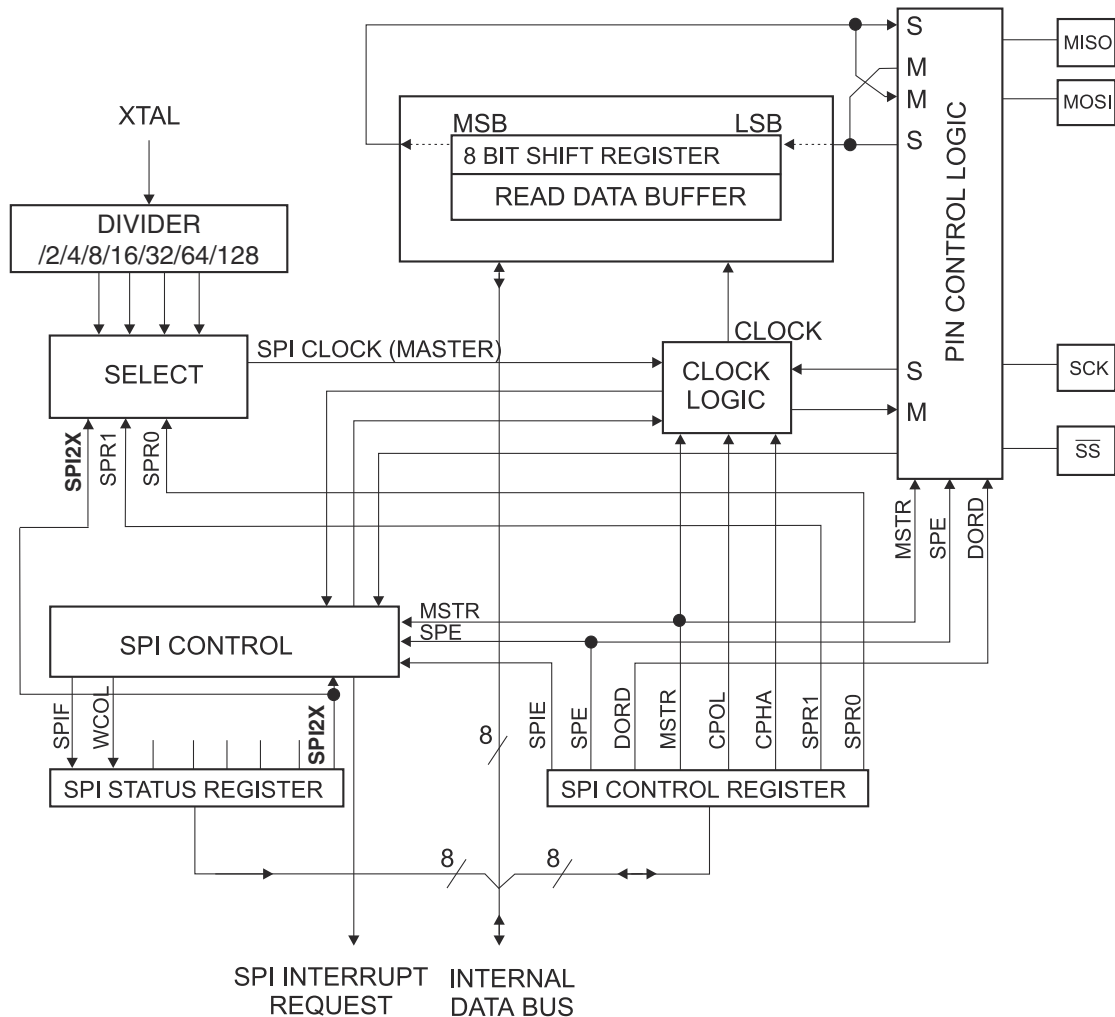 S
MISO
M
M
MOSI
XTAL
MSB
LSB
S
8 BIT SHIFT REGISTER
READ DATA BUFFER
PIN CONTROL LOGIC
DIVIDER
/2/4/8/16/32/64/128
CLOCK
SPI CLOCK (MASTER)
SELECT
CLOCK
LOGIC
S
M
SCK
SS
SPI2X
SPR1
SPR0
MSTR
SPE
DORD
MSTR
SPE
SPI CONTROL
SPIF
WCOL
SPI2X
8
SPIE
SPE
DORD
MSTR
CPOL
CPHA
SPR1
SPR0
SPI STATUS REGISTER
SPI CONTROL REGISTER
8
8
SPI INTERRUPT
REQUEST
INTERNAL
DATA BUS